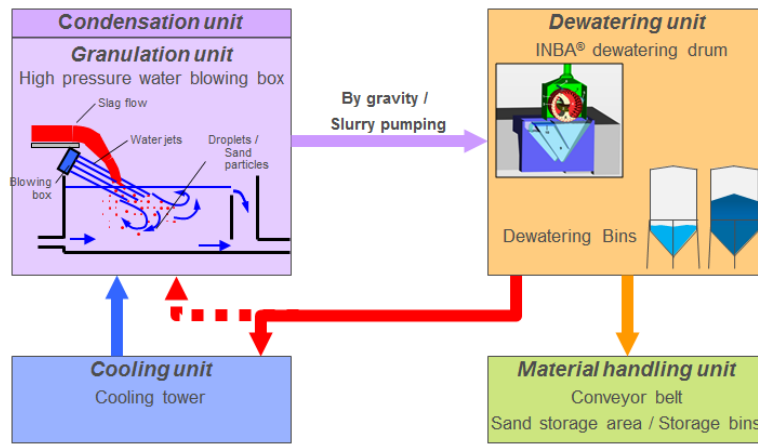 Condensation unit
Granulation unit
High pressure water blowing box
Slag flow
Water jets
Droplets /
Sand
particles
Blowing
box
By gravity /
Slurry pumping
Dewatering unit
INBA® dewatering drum
Dewatering Bins
Cooling unit
Cooling tower
Material handling unit
Conveyor belt
Sand storage area / Storage bins